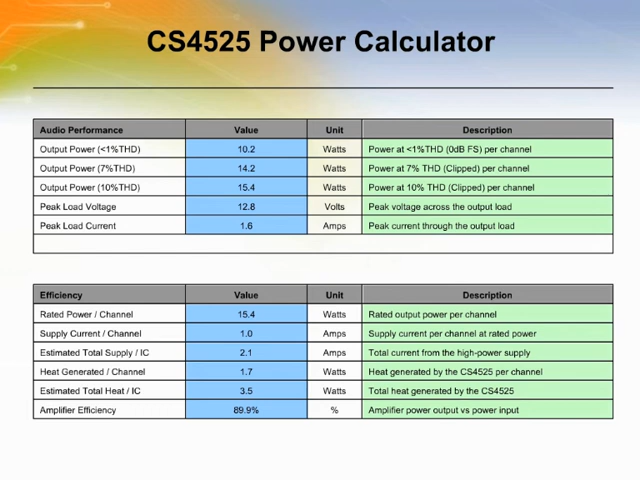 CS4525 Power Calculator
Audio Performance Value Unit Description
Output Power (<1%THD) 10.2 Watts Power at <1%THD (0dB FS) per channel
Output Power (7%THD) 14.2 Watts Power at 7% THD (Clipped) per channel
Output Power (10%THD) 15.4 Watts Power at 10% THD (Clipped) per channel
Peak Load Voltage 12.8 Volts Peak voltage across the output load
Peak Load Current 1.6 Amps Peak current through the output load
Efficiency Value Unit Description
Rated Power / Channel 15.4 Watts Rated output power per channel
Supply Current / Channel 1.0 Amps Supply current per channel at rated power
Estimated Total Supply / IC 2.1 Amps Total current from the high-power supply
Heat Generated / Channel 1.7 Watts Heat generated by the CS4525 per channel
Estimated Total Heat / IC 3.5 Watts Total heat generated by the CS4525
Amplifier Efficiency 89.9% % Amplifier power output vs power input